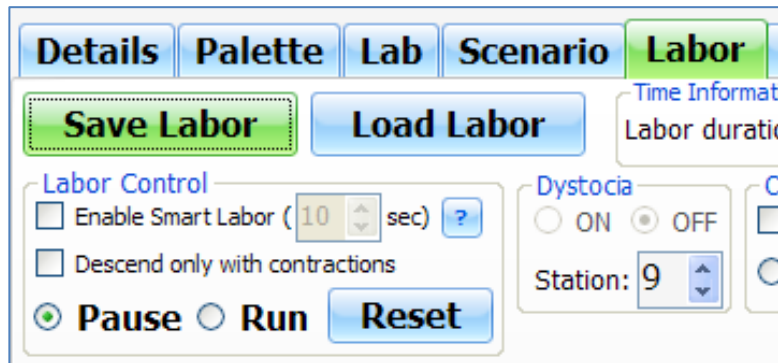 Details Palette Lab Scenario Labor
Save Labor Load Labor
Time Informat
Labor duratio
Labor Control
Enable Smart Labor ( 10 sec) ?
Descend only with contractions
Pause Run Reset
Dystocia
ON OFF
Station: 9